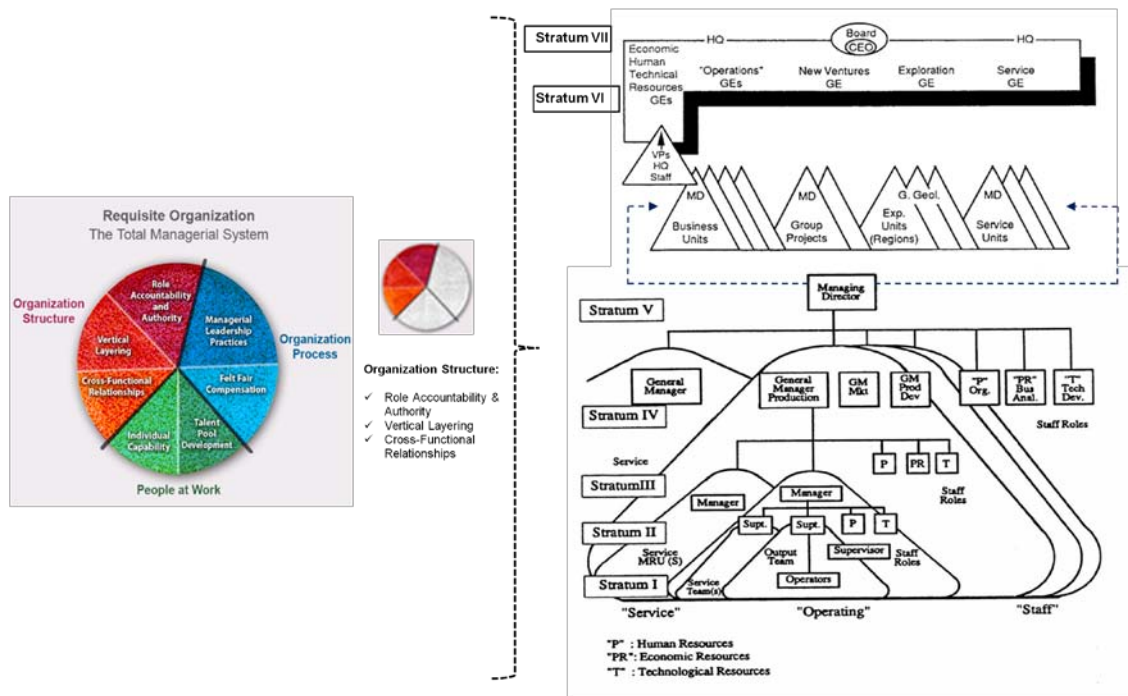 Requisite Organization
The Total Managerial System
Organization
Structure
Role
Accountability
and
Authority
Managerial
Leadership
Practices
Organization
Process
Vertical
Layering
Cross-Functional
Relationships
Felt Fair
Compensation
Individual
Capability
Talent
Pool
Development
People at Work
Organization Structure:
✓ Role Accountability &
Authority
✓ Vertical Layering
✓ Cross-Functional
Relationships
Stratum VII
Stratum VI
HQ
Board
CEO
HQ
Economic
Human
Technical
Resources
GEs
"Operations"
GEs
New Ventures
GE
Exploration
GE
Service
GE
VPs
HQ
Staff
MD
Business
Units
MD
Group
Projects
G. Geol.
Exp.
Units
(Regions)
MD
Service
Units
Managing
Director
Stratum V
General
Manager
General
Manager
Production
GM
Mkt
GM
Prod
Dev
"P"
Org.
"PR"
Bus
Anal.
"T"
Tech
Dev.
Stratum IV
Staff Roles
Service
P
PR
T
Staff
Roles
StratumIII
Manager
Manager
Stratum II
Supt.
Supt.
P
T
Service
MRU (S)
Output
Team
Supervisor
Staff
Roles
Stratum I
Service
Team(s)
Operators
"Service"
"Operating"
"Staff"
"P" : Human Resources
"PR": Economic Resources
"T" : Technological Resources